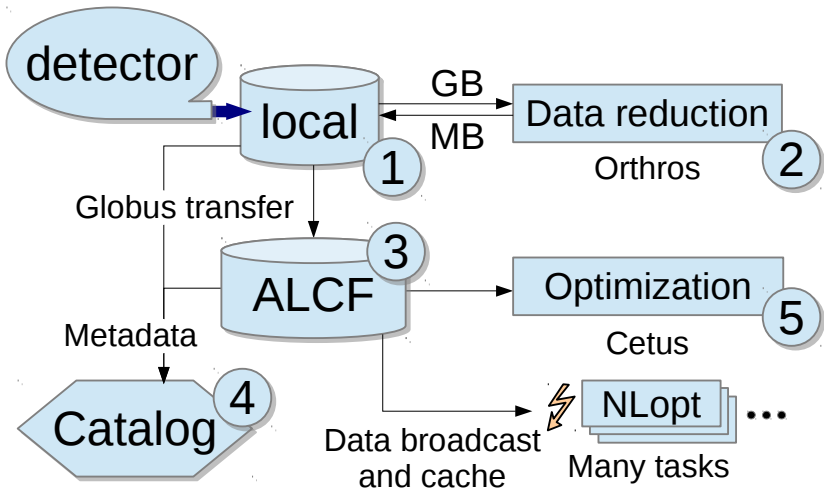 detector
local
1
GB
MB
Data reduction
2
Orthros
Globus transfer
3
ALCF
Optimization
5
Cetus
Metadata
4
Catalog
NLopt
...
Data broadcast
and cache
Many tasks